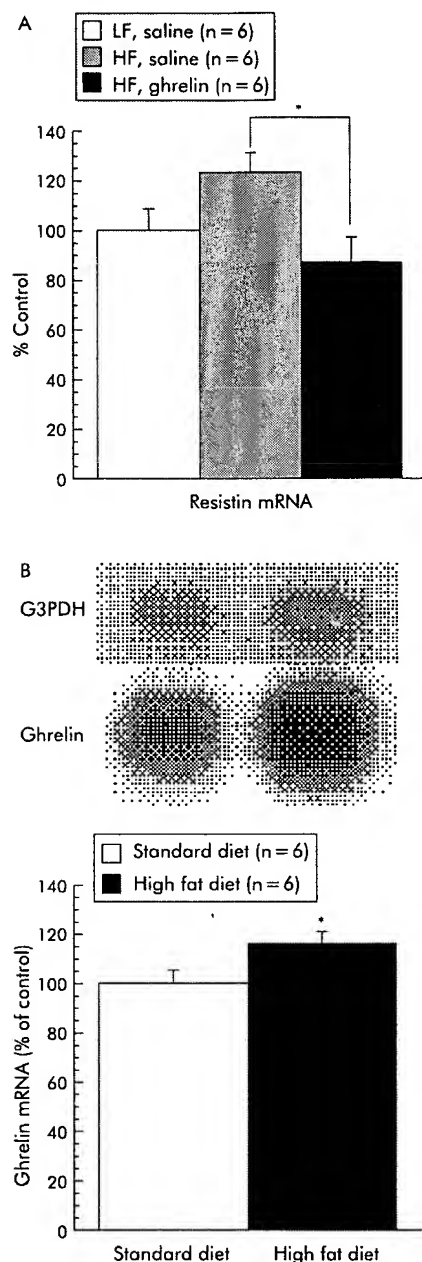 A
LF, saline (n = 6)
HF, saline (n = 6)
HF, ghrelin (n = 6)
*
140
120
100
80
60
40
20
0
% Control
Resistin mRNA
B
G3PDH
Ghrelin
Standard diet (n = 6)
High fat diet (n = 6)
*
140
120
100
80
60
40
20
0
Ghrelin mRNA (% of control)
Standard diet High fat diet